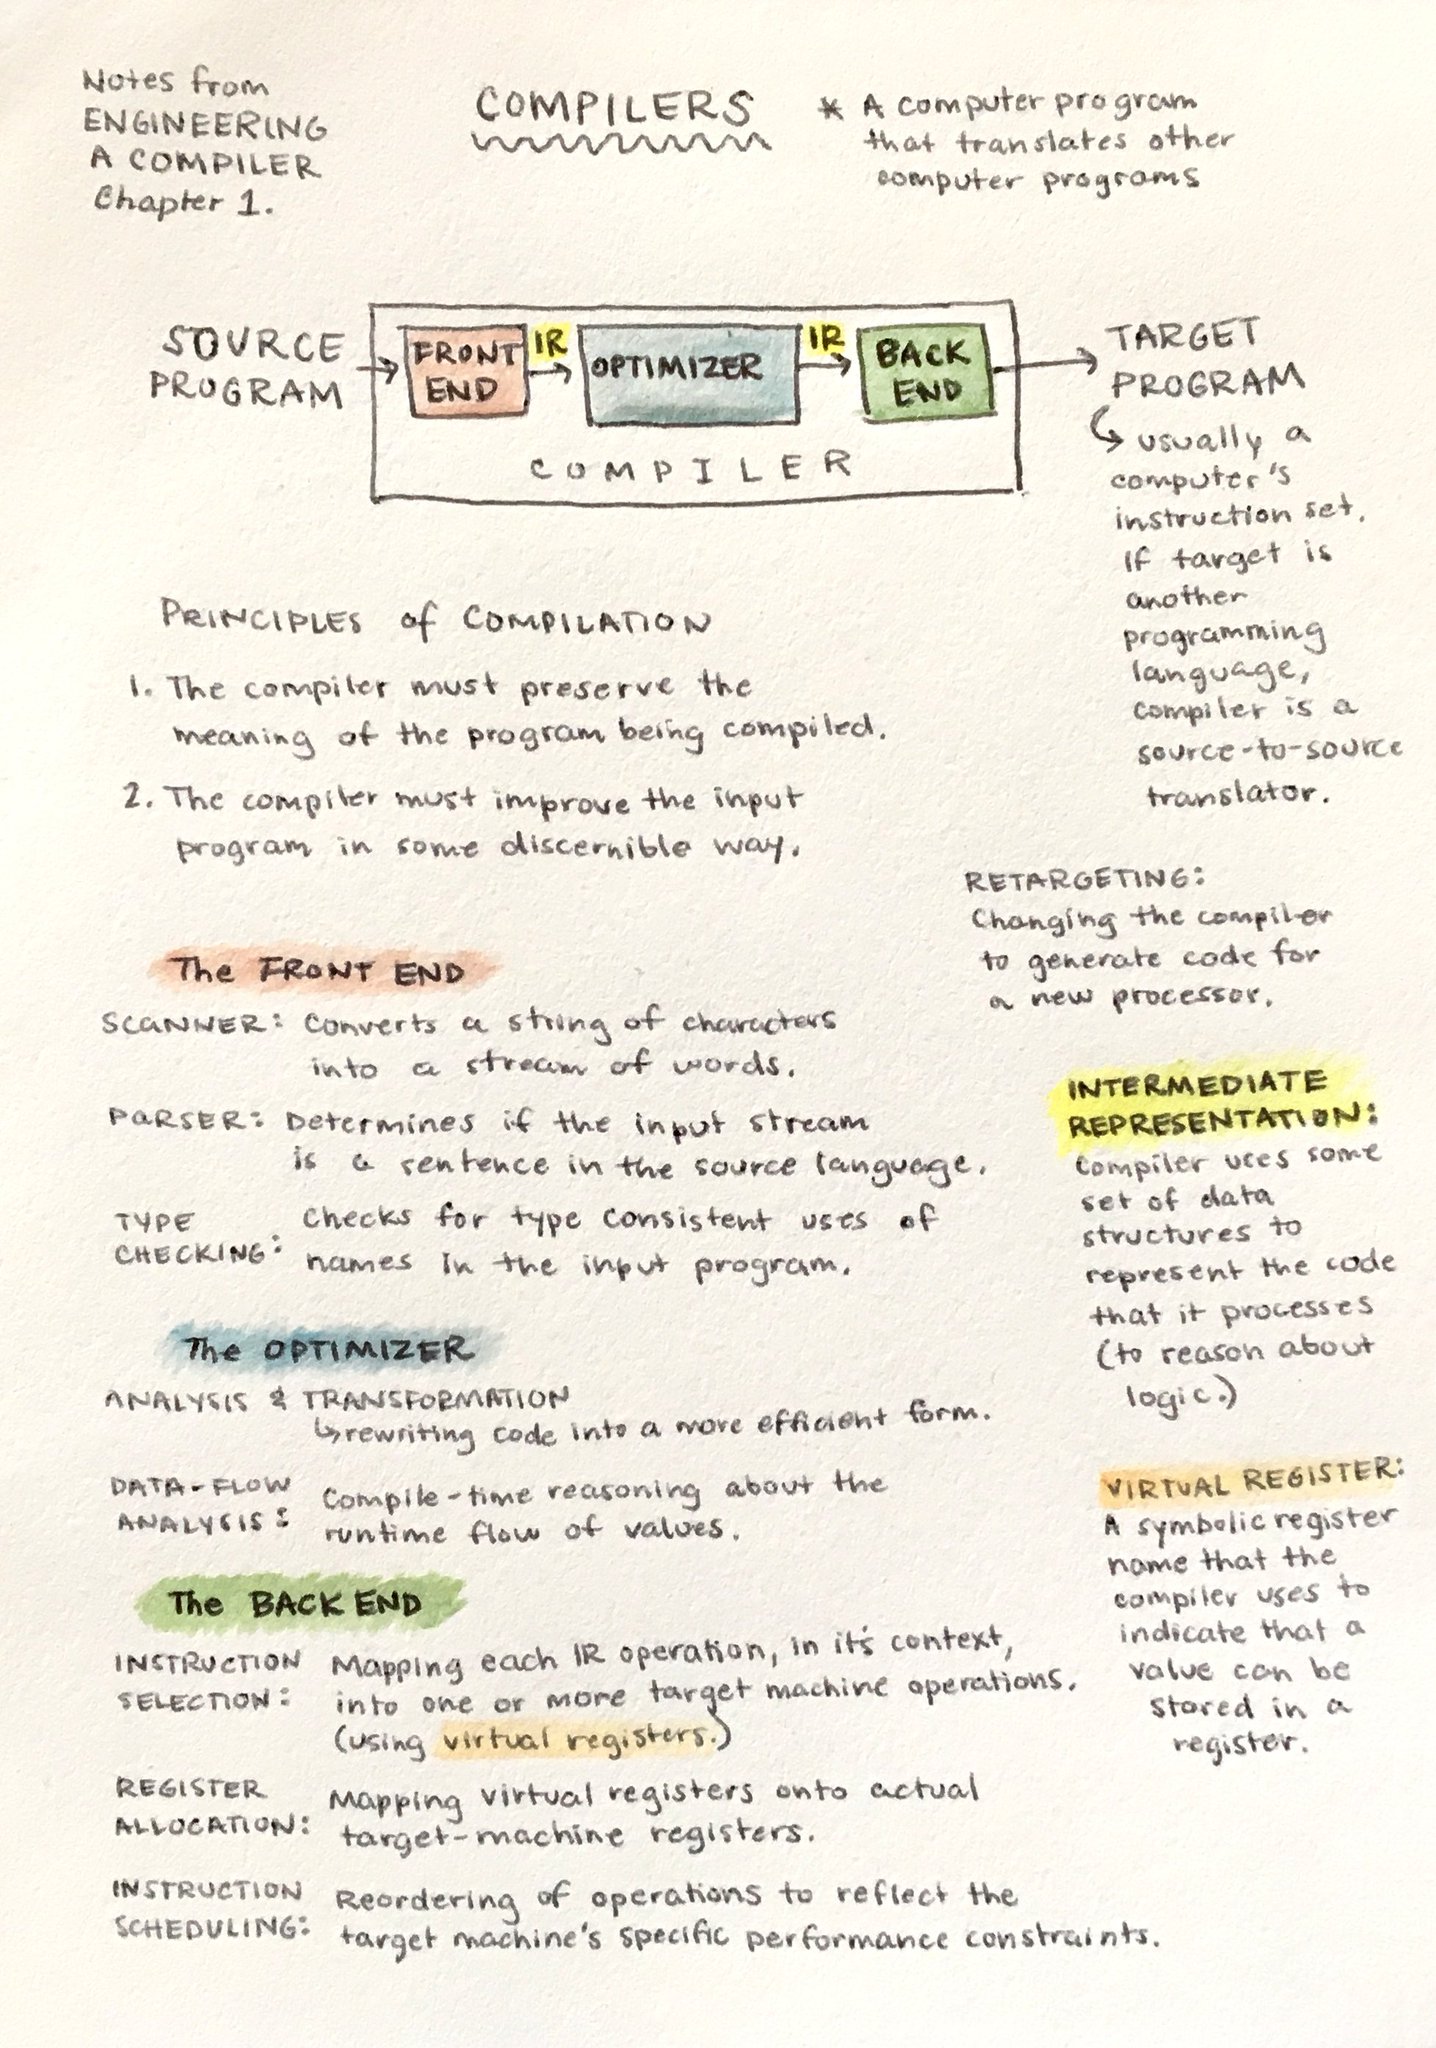 Notes from
ENGINEERING
A COMPILER
Chapter 1.
COMPILERS
* A computer program
that translates other
computer programs
SOURCE
PROGRAM
FRONT
END
IR
OPTIMIZER
IR
BACK
END
COMPILER
TARGET
PROGRAM
usually a
computer's
instruction set.
If target is
another
programming
language,
compiler is a
source-to-source
translator.
PRINCIPLES of COMPILATION
1. The compiler must preserve the
meaning of the program being compiled.
2. The compiler must improve the input
program in some discernible way.
RETARGETING:
Changing the compiler
to generate code for
a new processor.
The FRONT END
SCANNER: Converts a string of characters
into a stream of words.
PARSER: Determines if the input stream
is a sentence in the source language.
TYPE
CHECKING:
Checks for type consistent uses of
names in the input program.
INTERMEDIATE
REPRESENTATION:
Compiler uses some
set of data
structures to
represent the code
that it processes
(to reason about
logic.)
The OPTIMIZER
ANALYSIS & TRANSFORMATION
↳ rewriting code into a more efficient form.
DATA-FLOW
ANALYSIS:
Compile-time reasoning about the
runtime flow of values.
VIRTUAL REGISTER:
A symbolic register
name that the
compiler uses to
indicate that a
value can be
stored in a
register.
The BACK END
INSTRUCTION
SELECTION:
Mapping each IR operation, in it's context,
into one or more target machine operations.
(using virtual registers.)
REGISTER
ALLOCATION:
Mapping virtual registers onto actual
target-machine registers.
INSTRUCTION
SCHEDULING:
Reordering of operations to reflect the
target machine's specific performance constraints.